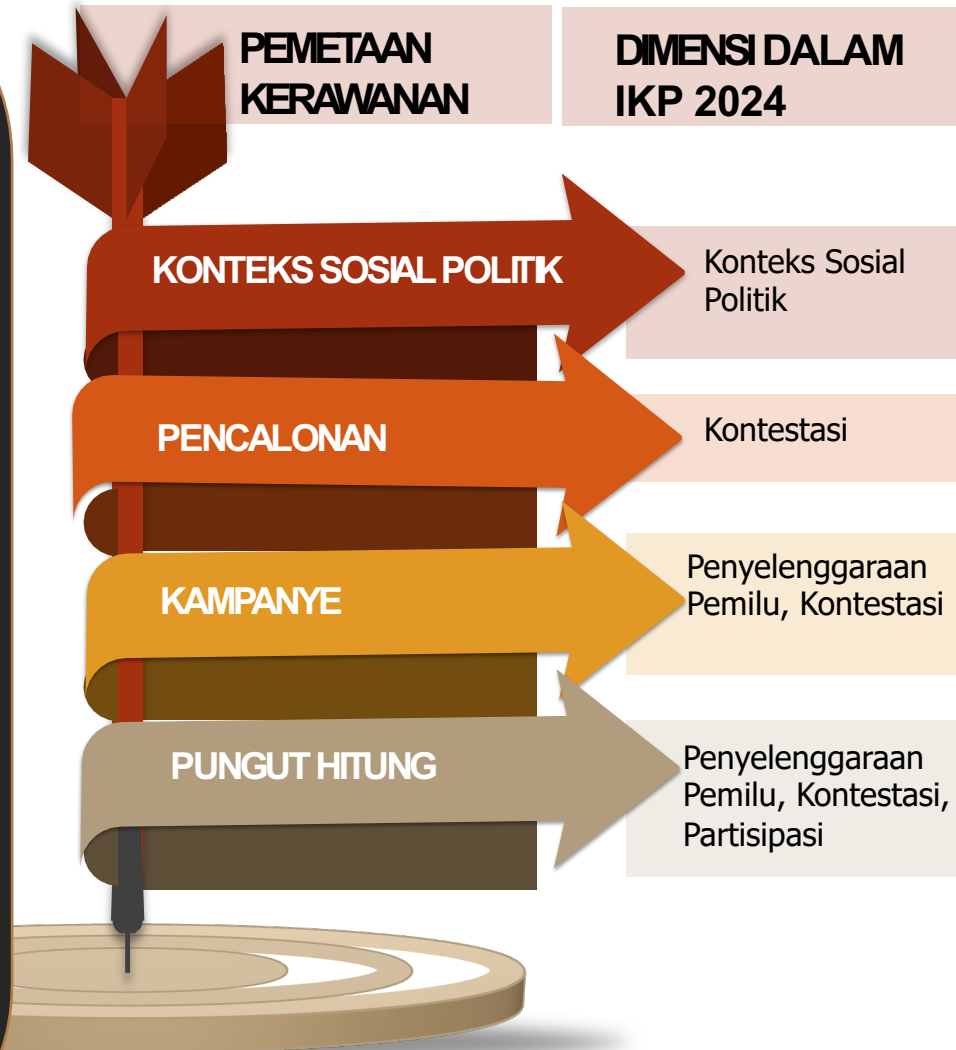 PEMETAAN
KERAWANAN
DIMENSI DALAM
IKP 2024
KONTEKS SOSIAL POLITIK
Konteks Sosial
Politik
PENCALONAN
Kontestasi
KAMPANYE
Penyelenggaraan
Pemilu, Kontestasi
PUNGUT HITUNG
Penyelenggaraan
Pemilu, Kontestasi,
Partisipasi